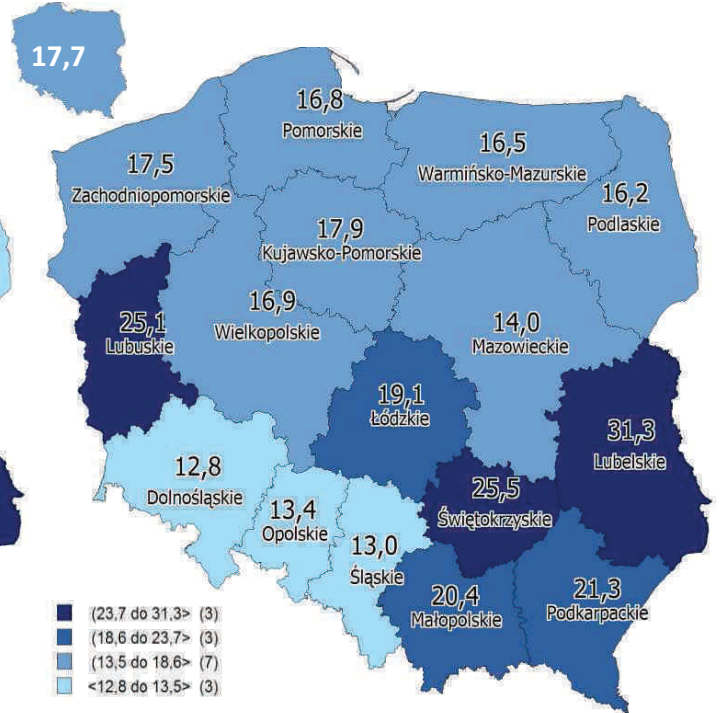 17,7
16,8
Pomorskie
16,5
Warmińsko-Mazurskie
17,5
Zachodniopomorskie
16,2
Podlaskie
17,9
Kujawsko-Pomorskie
16,9
Wielkopolskie
14,0
Mazowieckie
25,1
Lubuskie
19,1
Łódzkie
31,3
Lubelskie
12,8
Dolnośląskie
25,5
Świętokrzyskie
13,4
Opolskie
13,0
Śląskie
20,4
Małopolskie
21,3
Podkarpackie
(23,7 do 31,3> (3)
(18,6 do 23,7> (3)
(13,5 do 18,6> (7)
<12,8 do 13,5> (3)